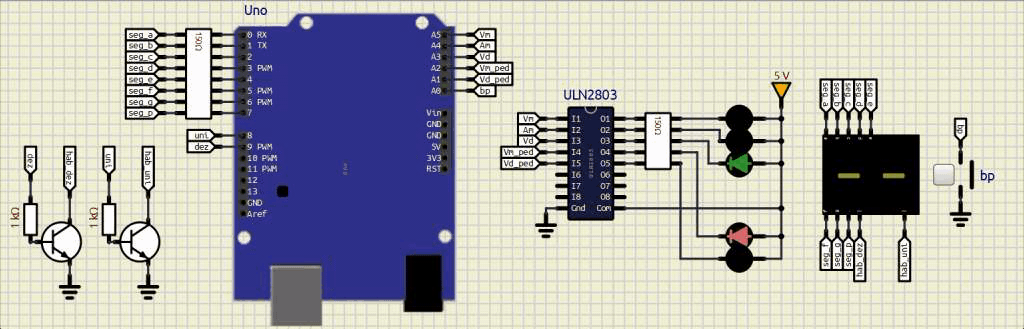 Uno
seg_a
seg_b
seg_c
seg_d
seg_e
seg_f
seg_g
seg_p
150Ω
0 RX
1 TX
2
3 PWM
4
5 PWM
6 PWM
7
uni
dez
8
9 PWM
10 PWM
11 PWM
12
13
GND
Aref
A5
A4
A3
A2
A1
A0
Vin
GND
GND
5V
3V3
RST
Vm
Am
Vd
Vm_ped
Vd_ped
bp
dez
hab_dez
uni
hab_uni
1 kΩ
1 kΩ
ULN2803
Vm
Am
Vd
Vm_ped
Vd_ped
I1 O1
I2 O2
I3 O3
I4 O4
I5 O5
I6 O6
I7 O7
I8 O8
Gnd Com
150Ω
5 V
seg_a
seg_b
seg_c
seg_d
seg_e
seg_f
seg_g
seg_p
hab_dez
hab_uni
bp
bp